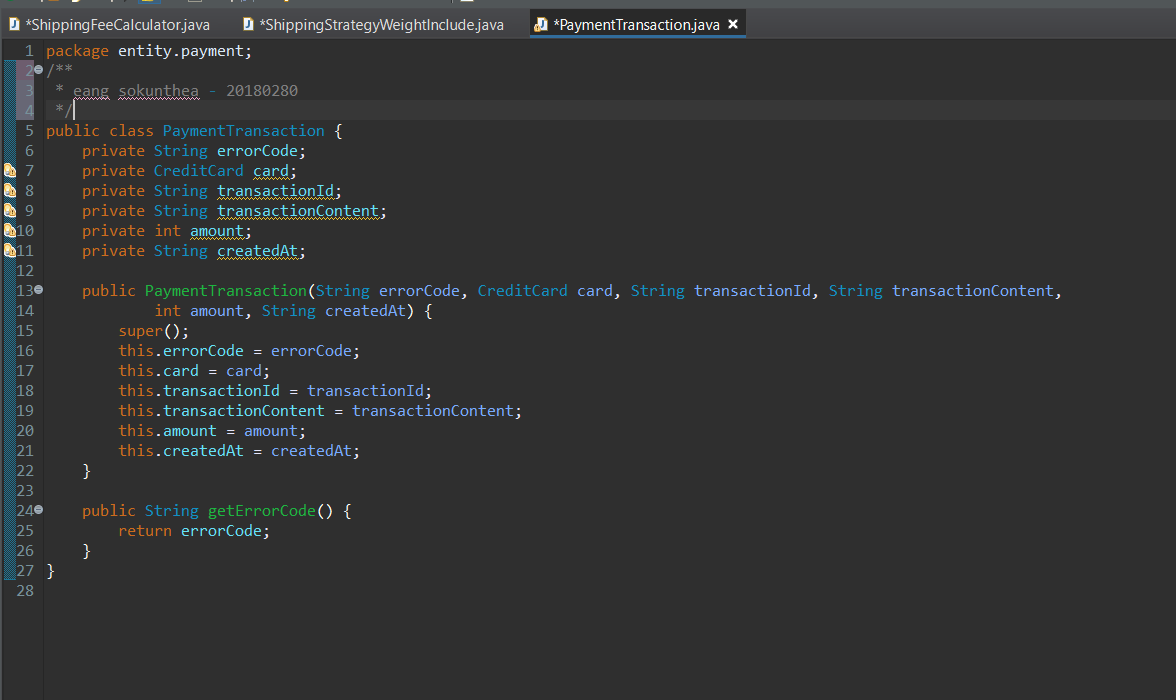 *ShippingFeeCalculator.java *ShippingStrategyWeightInclude.java *PaymentTransaction.java
1 package entity.payment;
2 /**
3 * eang sokunthea - 20180280
4 */
5 public class PaymentTransaction {
6 private String errorCode;
7 private CreditCard card;
8 private String transactionId;
9 private String transactionContent;
10 private int amount;
11 private String createdAt;
12
13 public PaymentTransaction(String errorCode, CreditCard card, String transactionId, String transactionContent,
14 int amount, String createdAt) {
15 super();
16 this.errorCode = errorCode;
17 this.card = card;
18 this.transactionId = transactionId;
19 this.transactionContent = transactionContent;
20 this.amount = amount;
21 this.createdAt = createdAt;
22 }
23
24 public String getErrorCode() {
25 return errorCode;
26 }
27 }
28